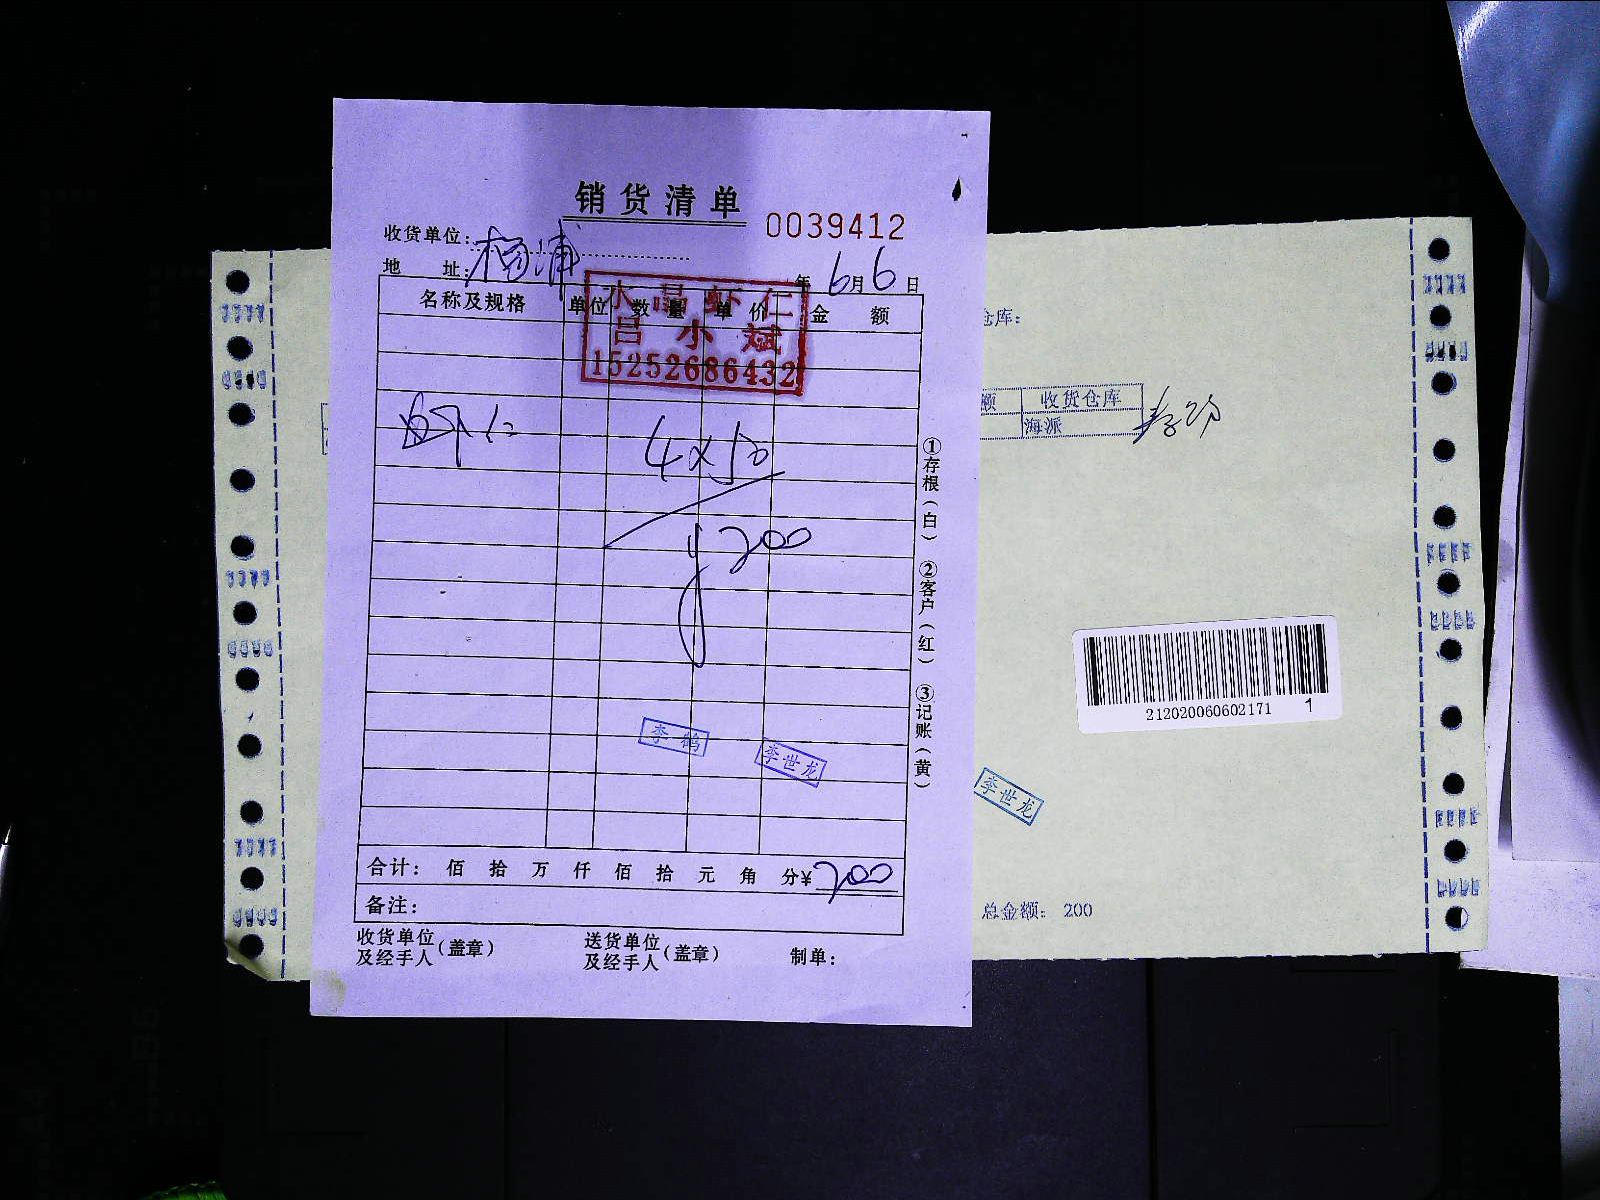 销货清单
0039412
收货单位：杨浦
地 址：
年6月6日
水晶虾仁
吕小斌
15252686432
名称及规格 单位 数量 单价 金额
虾仁 4×50
¥200
①存根（白） ②客户（红） ③记账（黄）
李鹤
李世龙
合计： 佰 拾 万 仟 佰 拾 元 角 分¥200
备注：
收货单位及经手人（盖章）
送货单位及经手人（盖章）
制单：
仓库：
额 收货仓库
海派
212020060602171 1
李世龙
总金额： 200